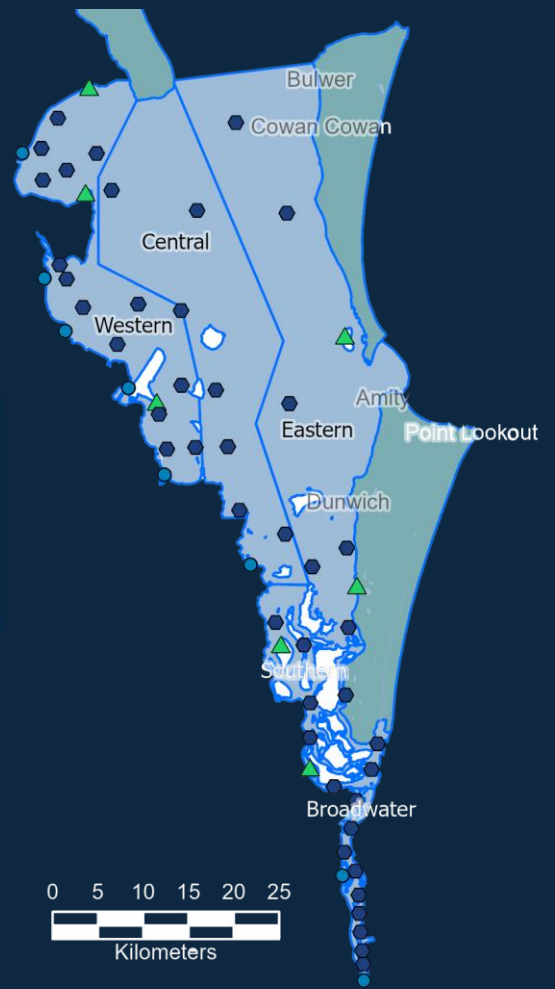 Bulwer
Cowan Cowan
Central
Western
Amity
Eastern
Point Lookout
Dunwich
Southern
Broadwater
0 5 10 15 20 25
Kilometers